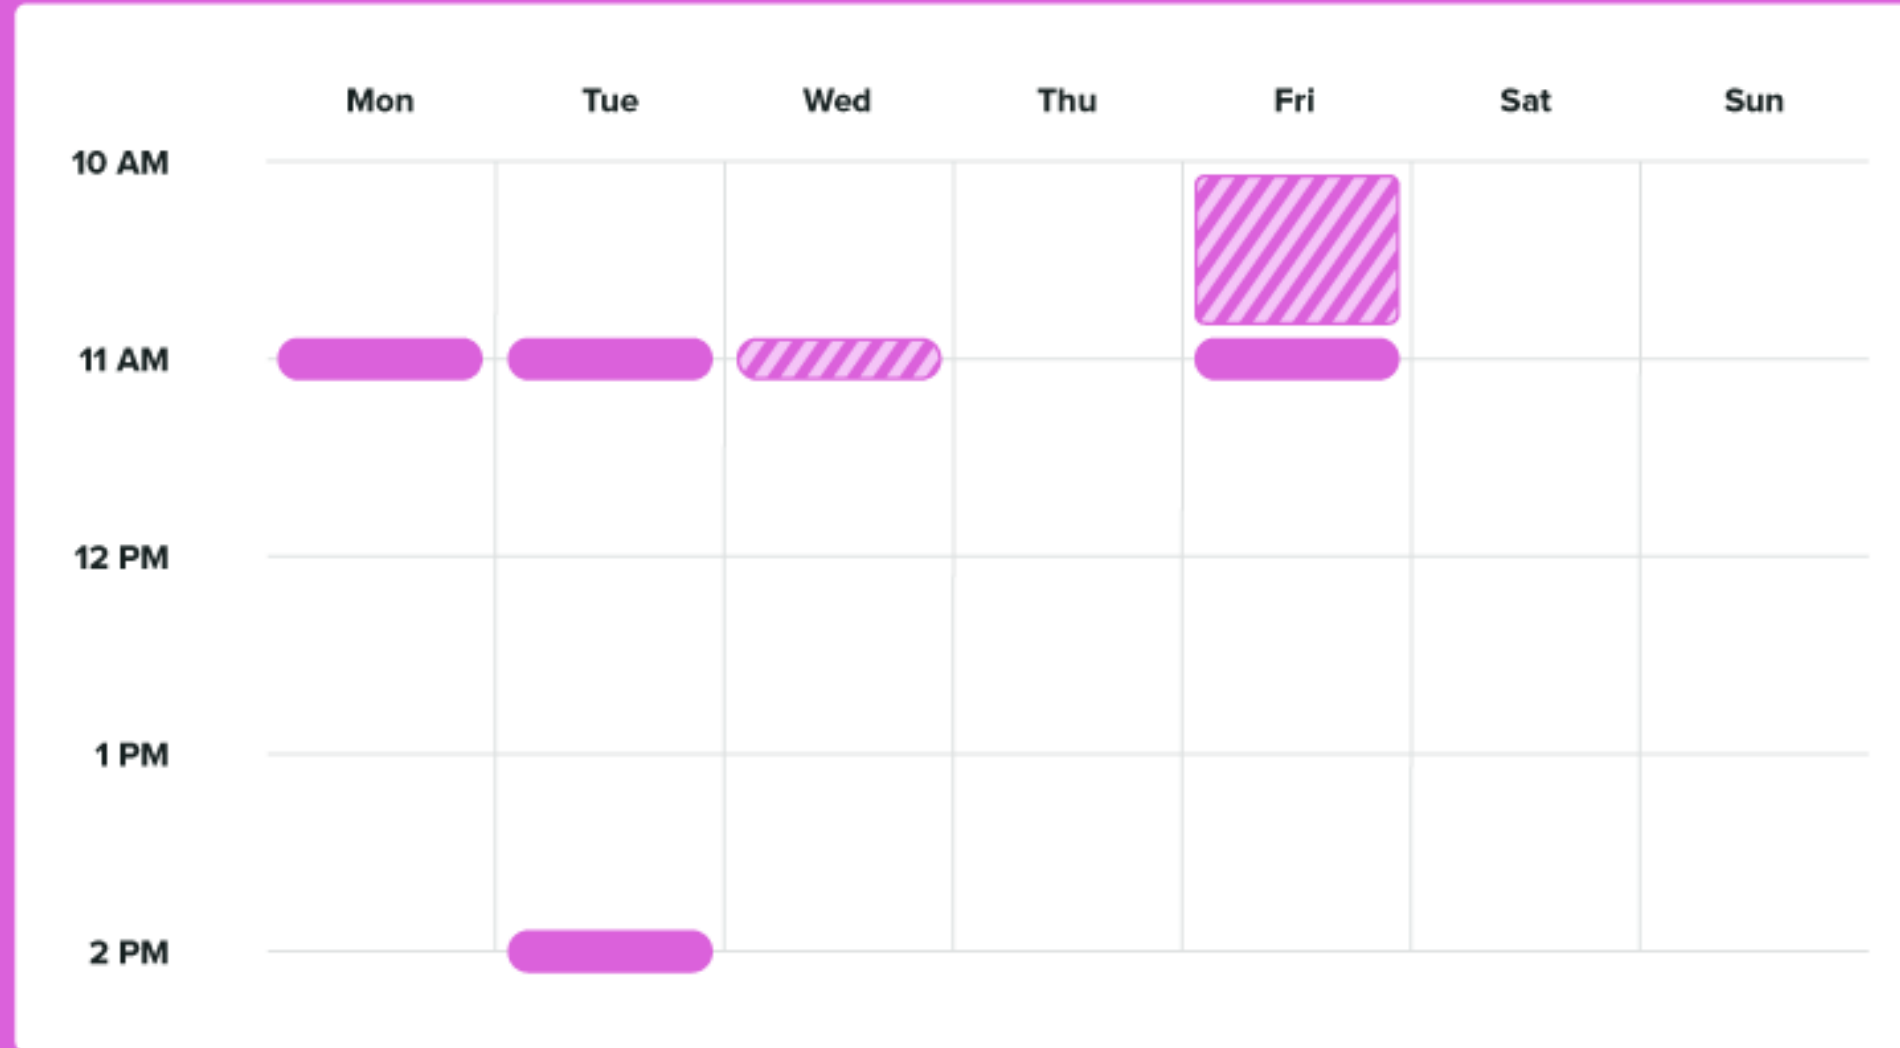 Mon Tue Wed Thu Fri Sat Sun
10 AM
11 AM
12 PM
1 PM
2 PM